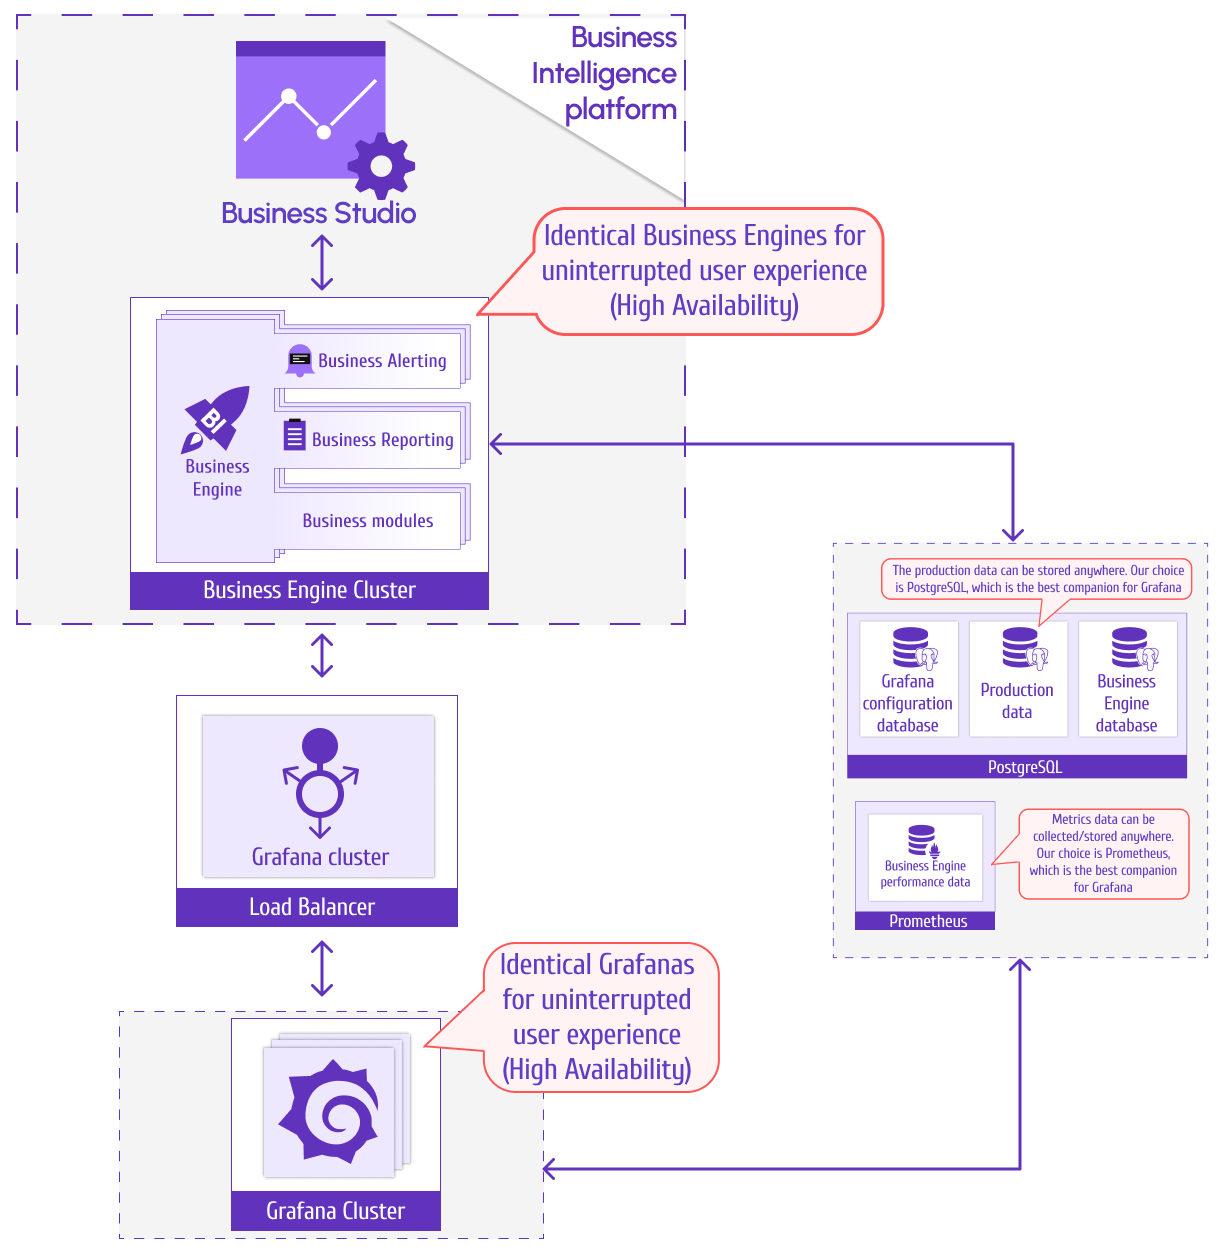 Business
Intelligence
platform
Business Studio
Identical Business Engines for
uninterrupted user experience
(High Availability)
Business Alerting
BI
Business
Engine
Business Reporting
Business modules
Business Engine Cluster
The production data can be stored anywhere. Our choice
is PostgreSQL, which is the best companion for Grafana
Grafana
configuration
database
Production
data
Business
Engine
database
PostgreSQL
Business Engine
performance data
Prometheus
Metrics data can be
collected/stored anywhere.
Our choice is Prometheus,
which is the best companion
for Grafana
Grafana cluster
Load Balancer
Identical Grafanas
for uninterrupted
user experience
(High Availability)
Grafana Cluster